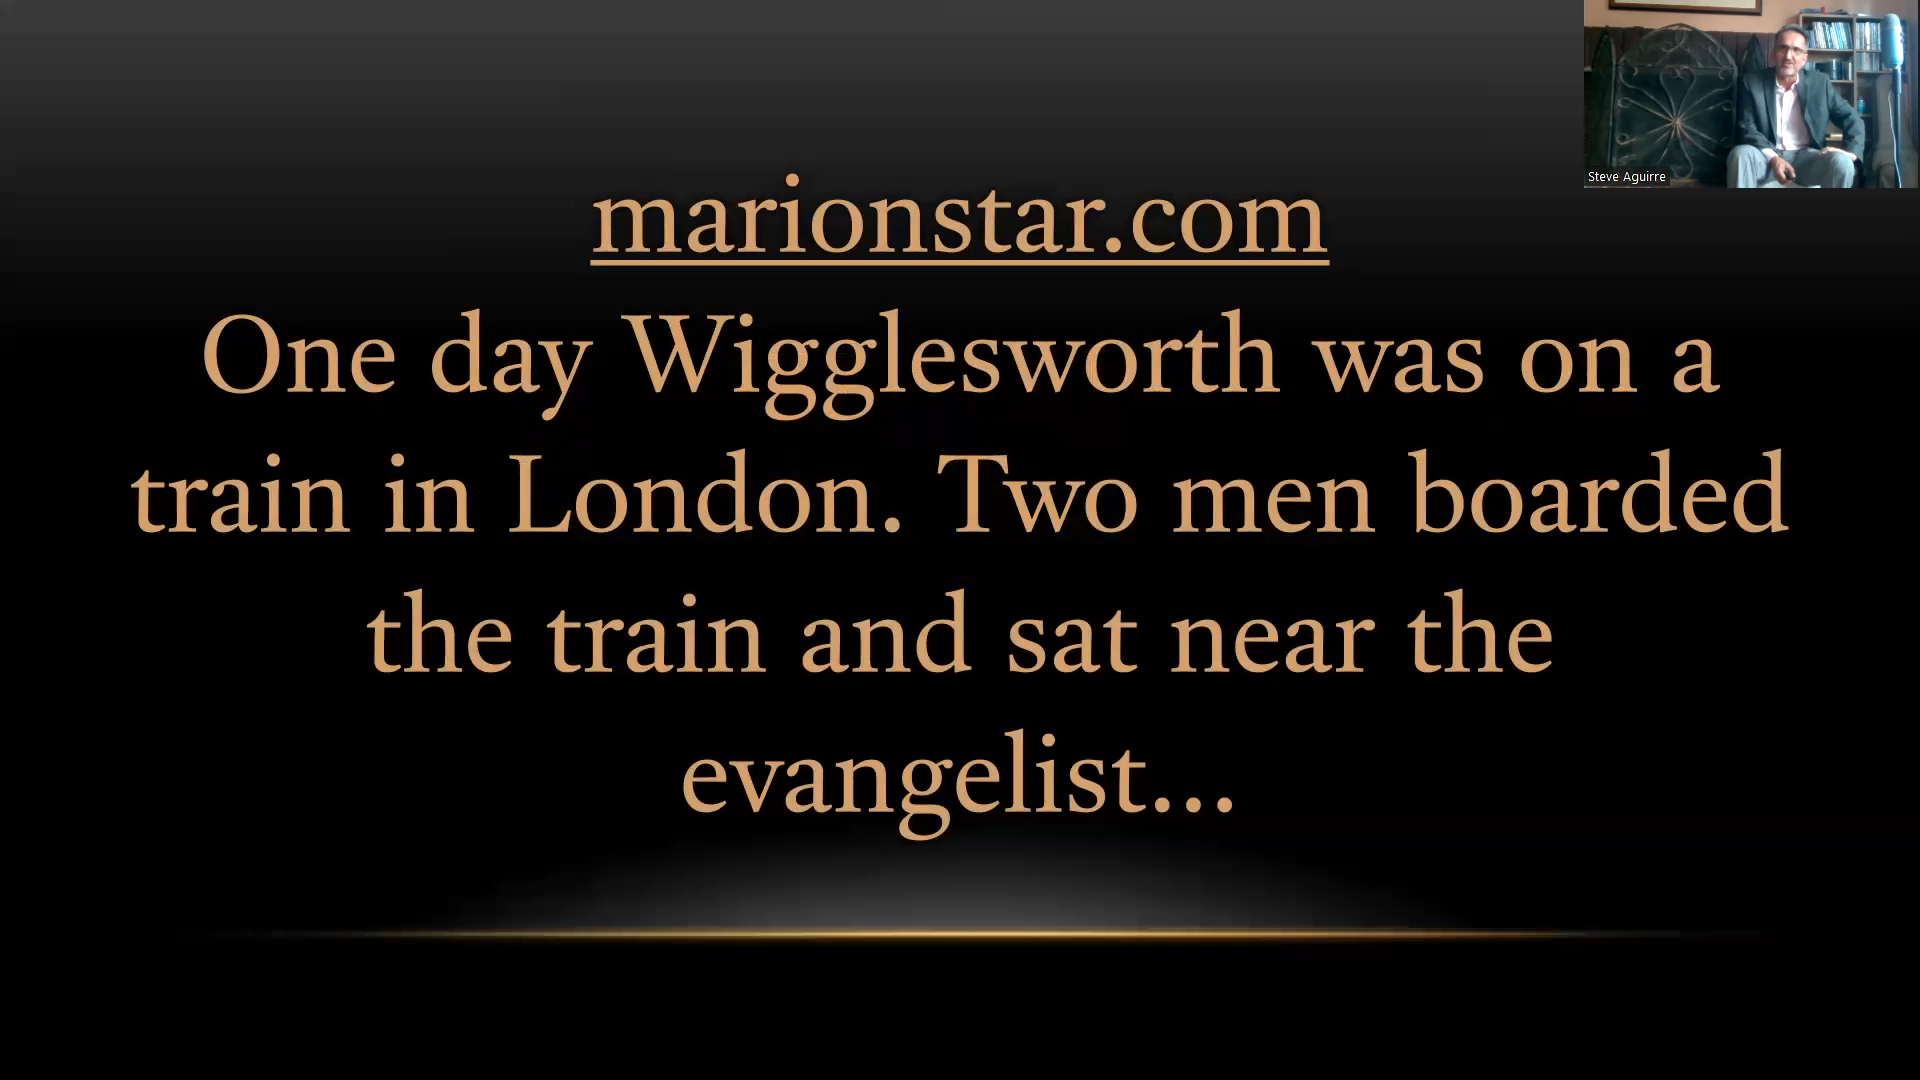 Steve Aguirre
marionstar.com
One day Wigglesworth was on a
train in London. Two men boarded
the train and sat near the
evangelist...